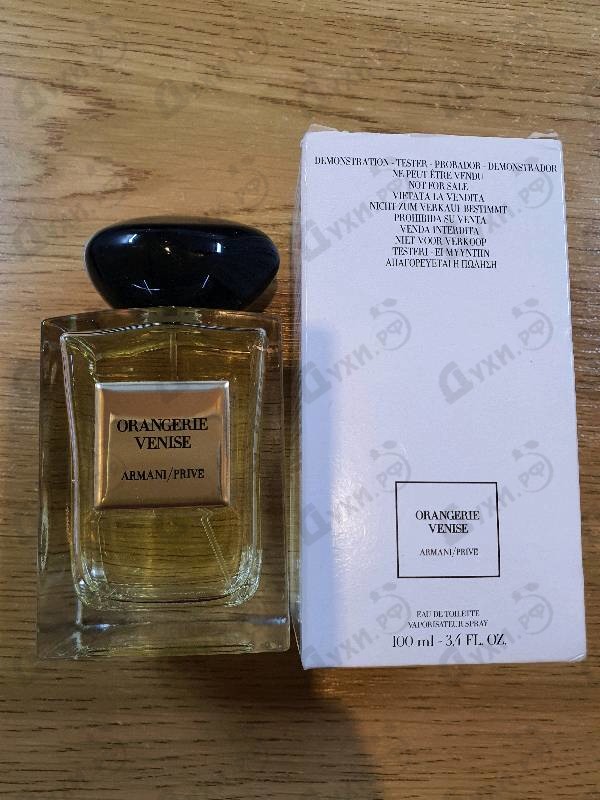 DEMONSTRATION - TESTER - PROBADOR - DEMONSTRADOR
NE PEUT ÊTRE VENDU
NOT FOR SALE
VIETATA LA VENDITA
NICHT ZUM VERKAUF BESTIMMT
PROHIBIDA SU VENTA
VENDA INTERDITA
NIET VOOR VERKOOP
TESTERI - EI MYYNTIIN
ΑΠΑΓΟΡΕΥΕΤΑΙ Η ΠΩΛΗΣΗ
ORANGERIE
VENISE
ARMANI/PRIVE
ORANGERIE
VENISE
ARMANI/PRIVE
EAU DE TOILETTE
VAPORISATEUR SPRAY
100 ml - 3,4 FL. OZ.
Духи.рф